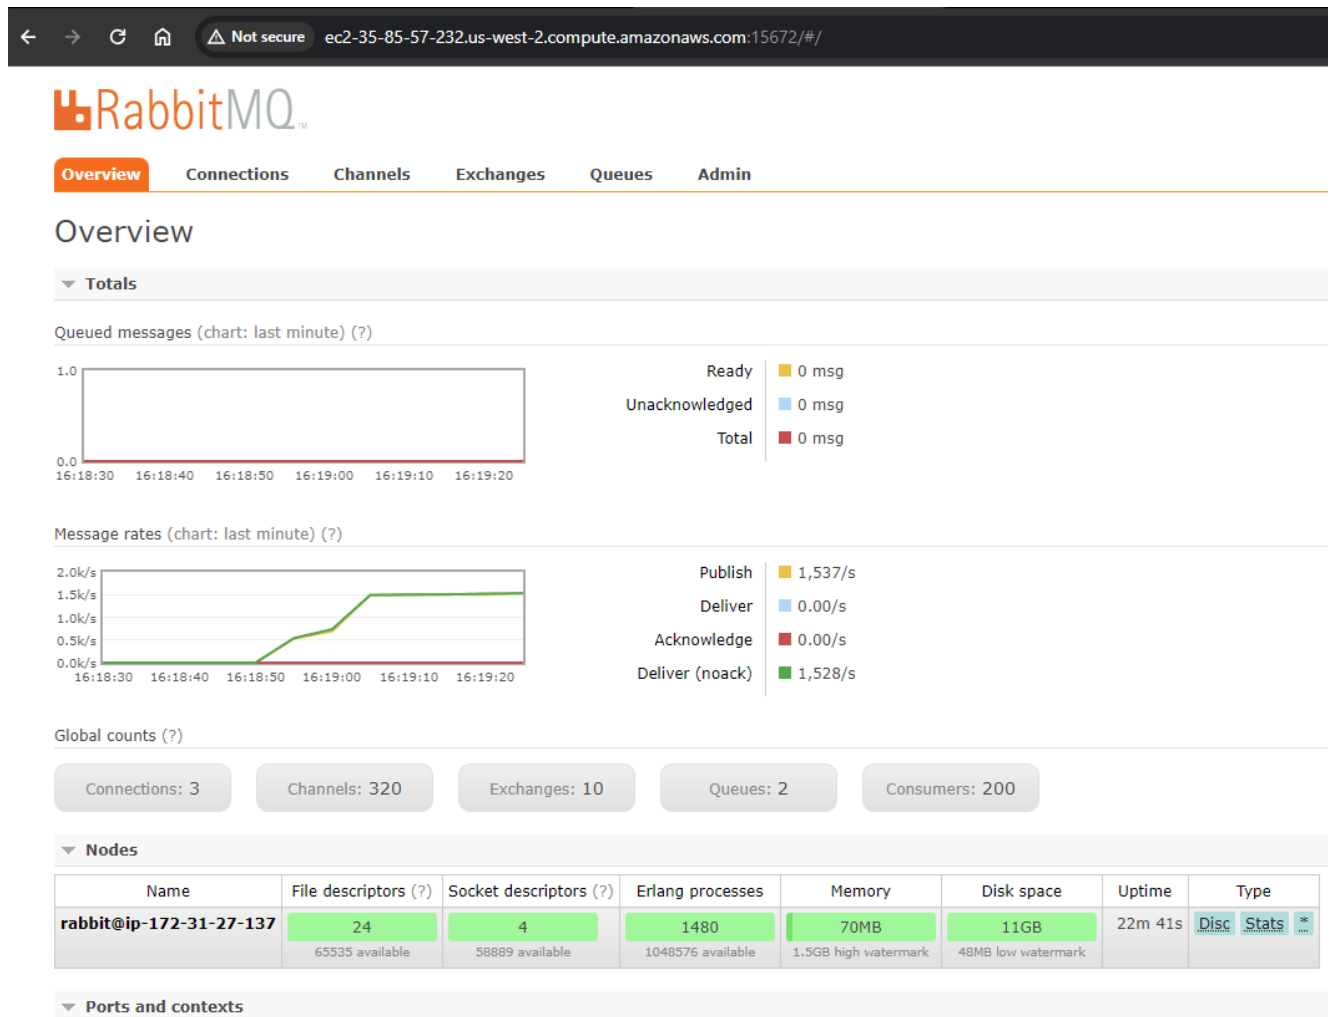 Not secure ec2-35-85-57-232.us-west-2.compute.amazonaws.com:15672/#/
RabbitMQ™
Overview Connections Channels Exchanges Queues Admin
Overview
Totals
Queued messages (chart: last minute) (?)
1.0
0.0
16:18:30 16:18:40 16:18:50 16:19:00 16:19:10 16:19:20
Ready 0 msg
Unacknowledged 0 msg
Total 0 msg
Message rates (chart: last minute) (?)
2.0k/s
1.5k/s
1.0k/s
0.5k/s
0.0k/s
16:18:30 16:18:40 16:18:50 16:19:00 16:19:10 16:19:20
Publish 1,537/s
Deliver 0.00/s
Acknowledge 0.00/s
Deliver (noack) 1,528/s
Global counts (?)
Connections: 3 Channels: 320 Exchanges: 10 Queues: 2 Consumers: 200
Nodes
Name File descriptors (?) Socket descriptors (?) Erlang processes Memory Disk space Uptime Type
rabbit@ip-172-31-27-137 24 4 1480 70MB 11GB 22m 41s Disc Stats *
65535 available 58889 available 1048576 available 1.5GB high watermark 48MB low watermark
Ports and contexts